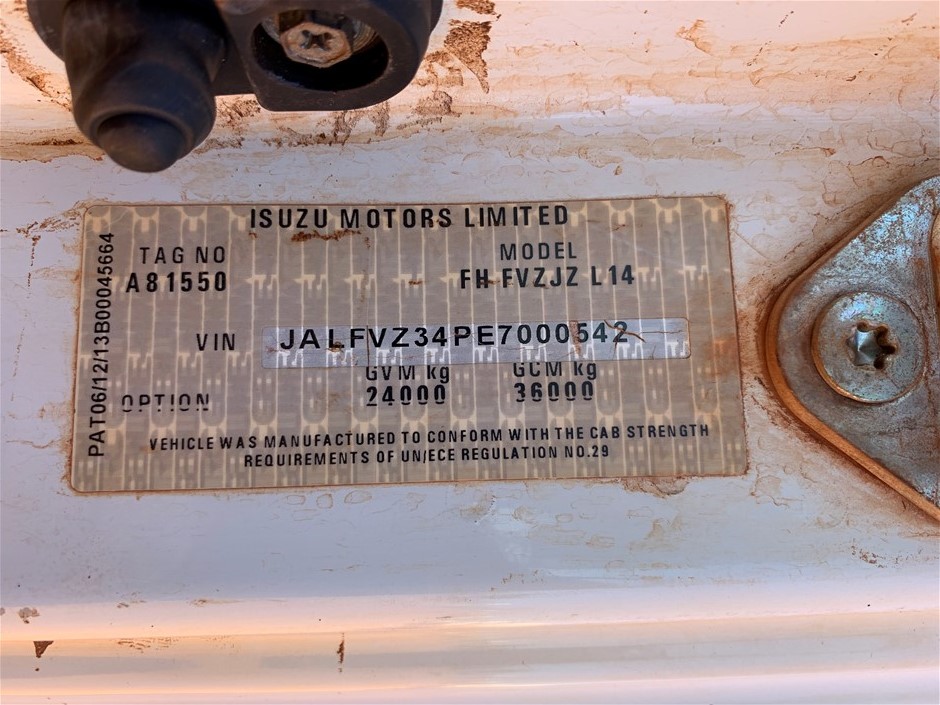 ISUZU MOTORS LIMITED
TAG NO
A81550
MODEL
FH FVZJZ L14
VIN
JALFVZ34PE7000542
GVM kg
24000
GCM kg
36000
OPTION
VEHICLE WAS MANUFACTURED TO CONFORM WITH THE CAB STRENGTH
REQUIREMENTS OF UN/ECE REGULATION NO.29
PAT06/12/13B00045664